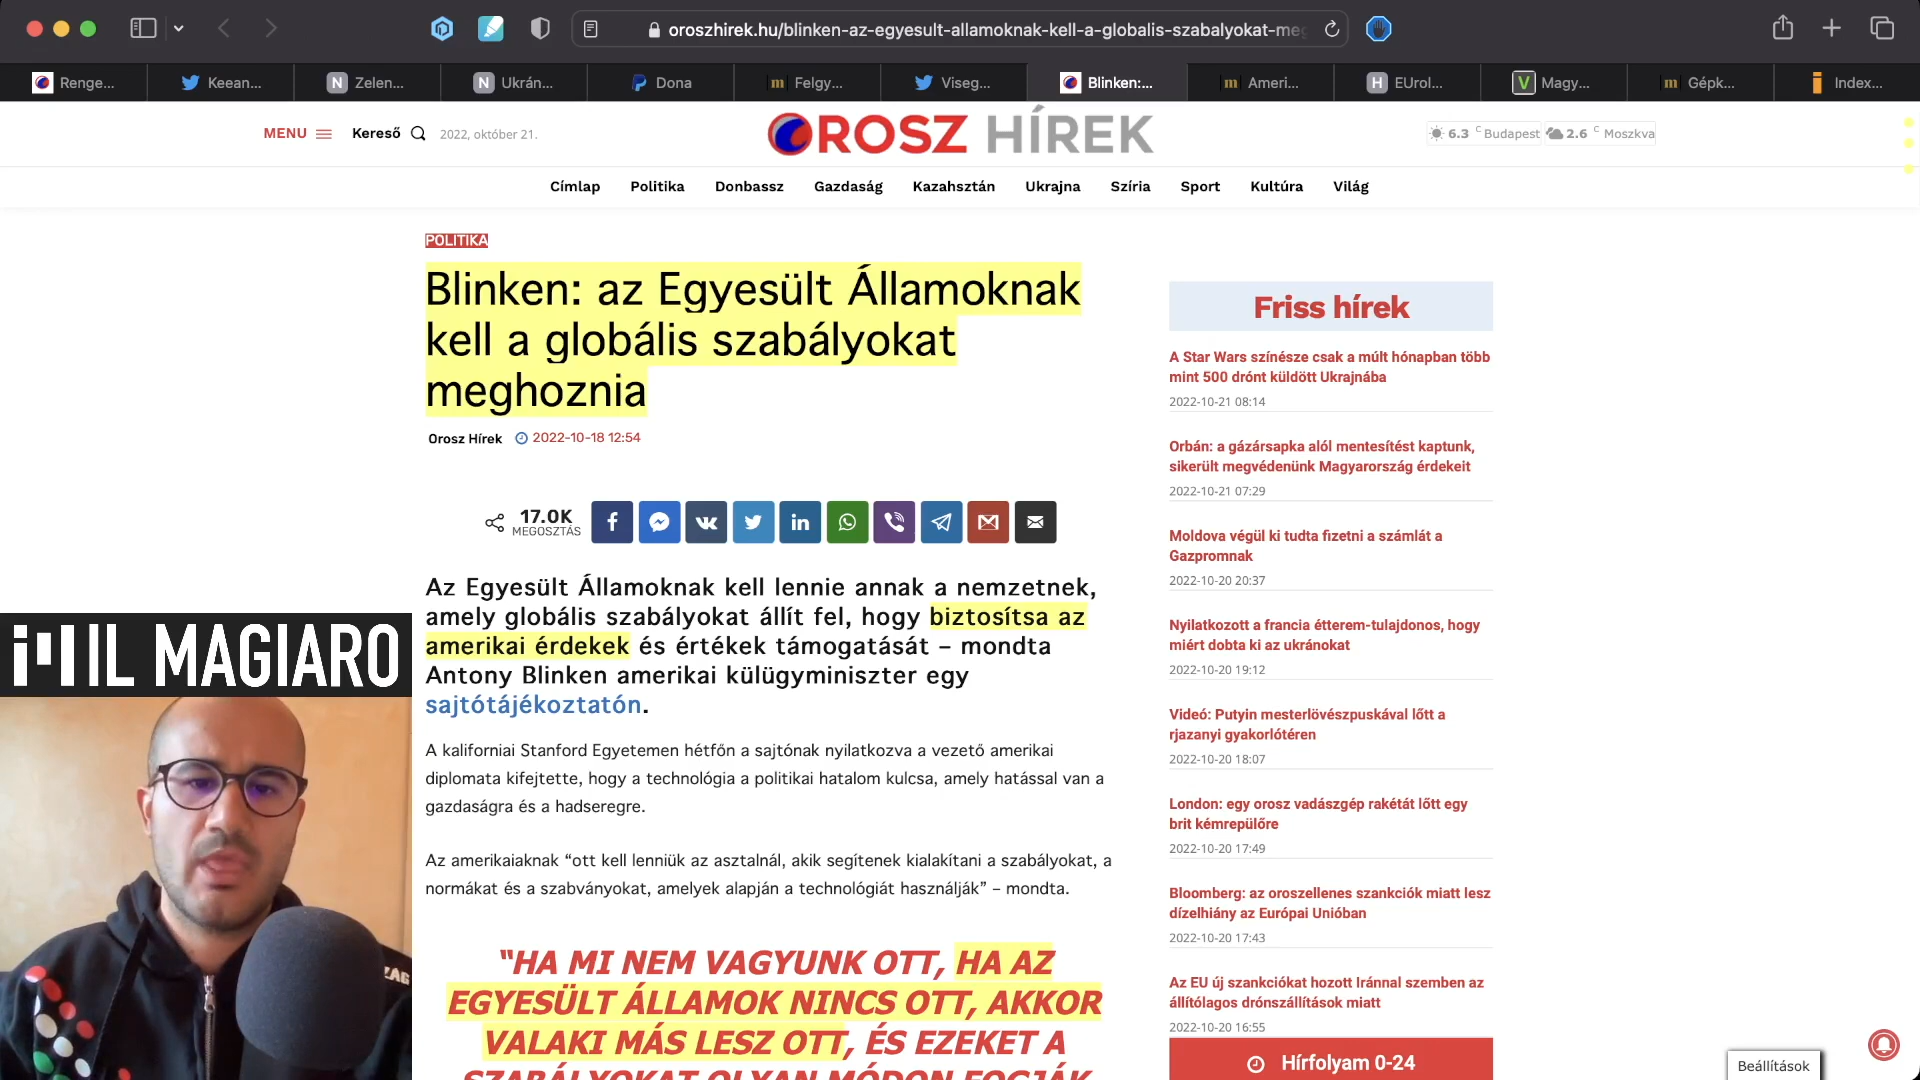 oroszhirek.hu/blinken-az-egyesult-allamoknak-kell-a-globalis-szabalyokat-me
Renge...
Keean...
Zelen...
Ukrán...
Dona
Felgy...
Viseg...
Blinken:...
Ameri...
EUrol...
Magy...
Gépk...
Index...
MENU
Kereső
2022, október 21.
OROSZ HÍREK
6.3 C Budapest
2.6 C Moszkva
Címlap
Politika
Donbassz
Gazdaság
Kazahsztán
Ukrajna
Szíria
Sport
Kultúra
Világ
POLITIKA
Blinken: az Egyesült Államoknak
kell a globális szabályokat
meghoznia
Orosz Hírek 2022-10-18 12:54
17.0K
MEGOSZTÁS
Az Egyesült Államoknak kell lennie annak a nemzetnek,
amely globális szabályokat állít fel, hogy biztosítsa az
amerikai érdekek és értékek támogatását – mondta
Antony Blinken amerikai külügyminiszter egy
sajtótájékoztatón.
A kaliforniai Stanford Egyetemen hétfőn a sajtónak nyilatkozva a vezető amerikai
diplomata kifejtette, hogy a technológia a politikai hatalom kulcsa, amely hatással van a
gazdaságra és a hadseregre.
Az amerikaiaknak “ott kell lenniük az asztalnál, akik segítenek kialakítani a szabályokat, a
normákat és a szabványokat, amelyek alapján a technológiát használják” – mondta.
“HA MI NEM VAGYUNK OTT, HA AZ
EGYESÜLT ÁLLAMOK NINCS OTT, AKKOR
VALAKI MÁS LESZ OTT, ÉS EZEKET A
SZABÁLYOKAT OLYAN MÓDON FOGJÁK
Friss hírek
A Star Wars színésze csak a múlt hónapban több
mint 500 drónt küldött Ukrajnába
2022-10-21 08:14
Orbán: a gázársapka alól mentesítést kaptunk,
sikerült megvédenünk Magyarország érdekeit
2022-10-21 07:29
Moldova végül ki tudta fizetni a számlát a
Gazpromnak
2022-10-20 20:37
Nyilatkozott a francia étterem-tulajdonos, hogy
miért dobta ki az ukránokat
2022-10-20 19:12
Videó: Putyin mesterlövészpuskával lőtt a
rjazanyi gyakorlótéren
2022-10-20 18:07
London: egy orosz vadászgép rakétát lőtt egy
brit kémrepülőre
2022-10-20 17:49
Bloomberg: az oroszellenes szankciók miatt lesz
dízelhiány az Európai Unióban
2022-10-20 17:43
Az EU új szankciókat hozott Iránnal szemben az
állítólagos drónszállítások miatt
2022-10-20 16:55
Hírfolyam 0-24
Beállítások
IL MAGIARO
ZAG